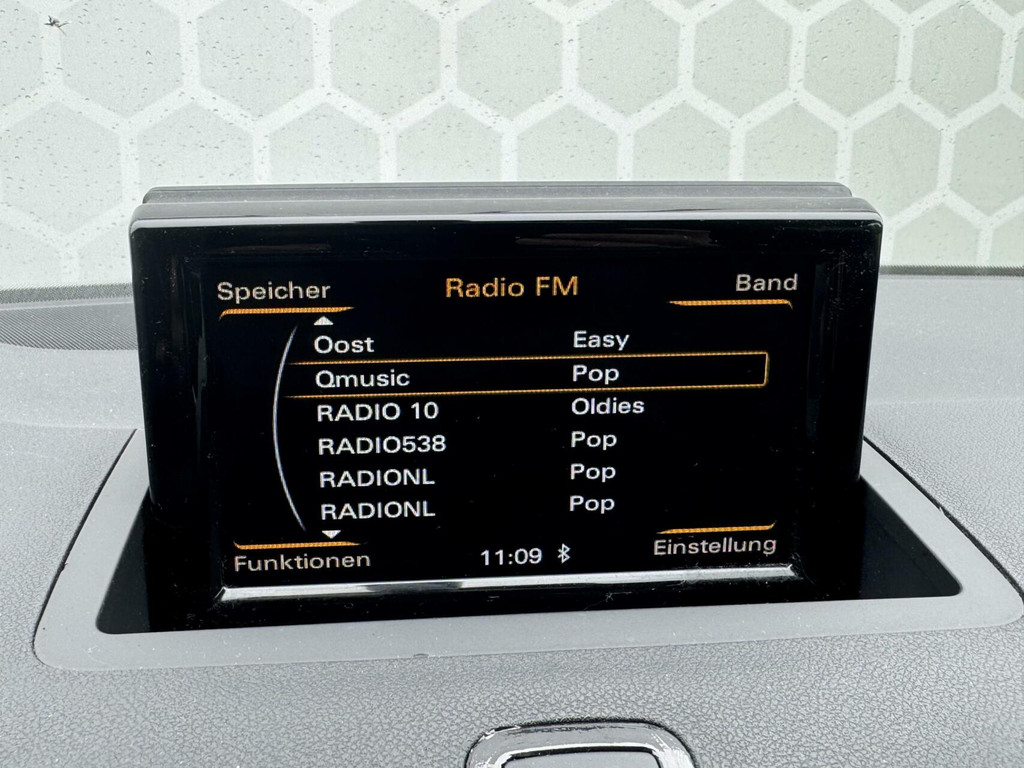 Speicher Radio FM Band
Oost Easy
Qmusic Pop
RADIO 10 Oldies
RADIO538 Pop
RADIONL Pop
RADIONL Pop
Funktionen 11:09 Einstellung